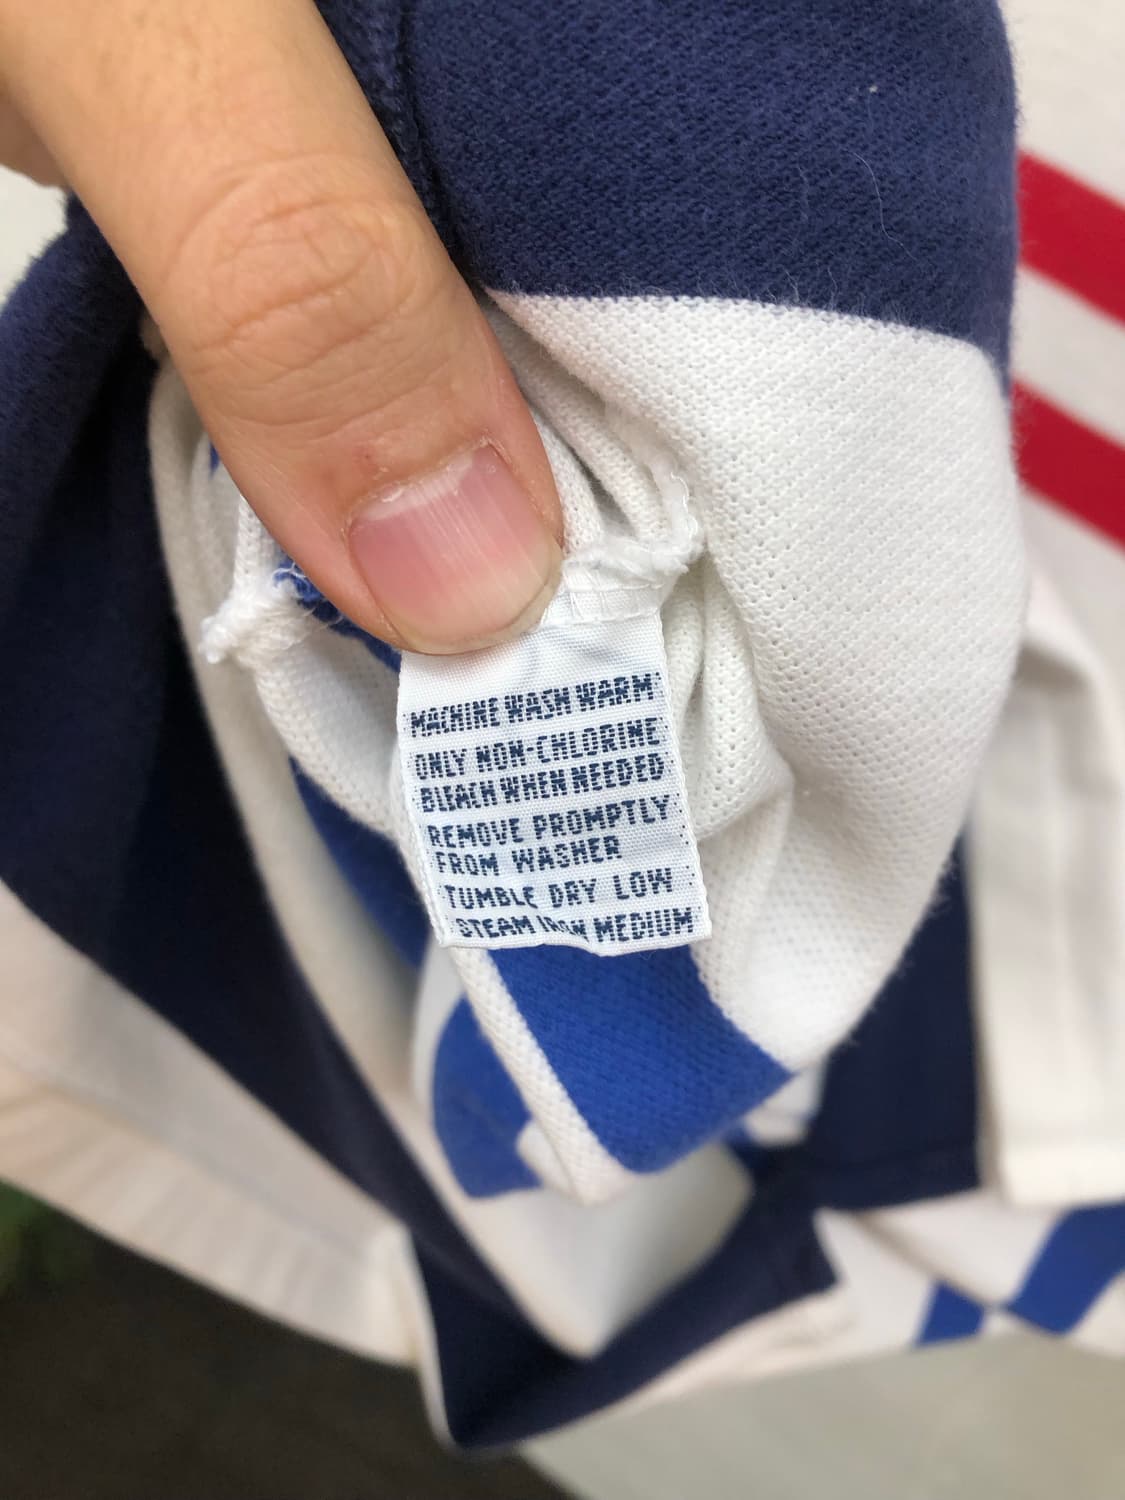 MACHINE WASH WARM
ONLY NON-CHLORINE
BLEACH WHEN NEEDED
REMOVE PROMPTLY
FROM WASHER
TUMBLE DRY LOW
STEAM IRON MEDIUM